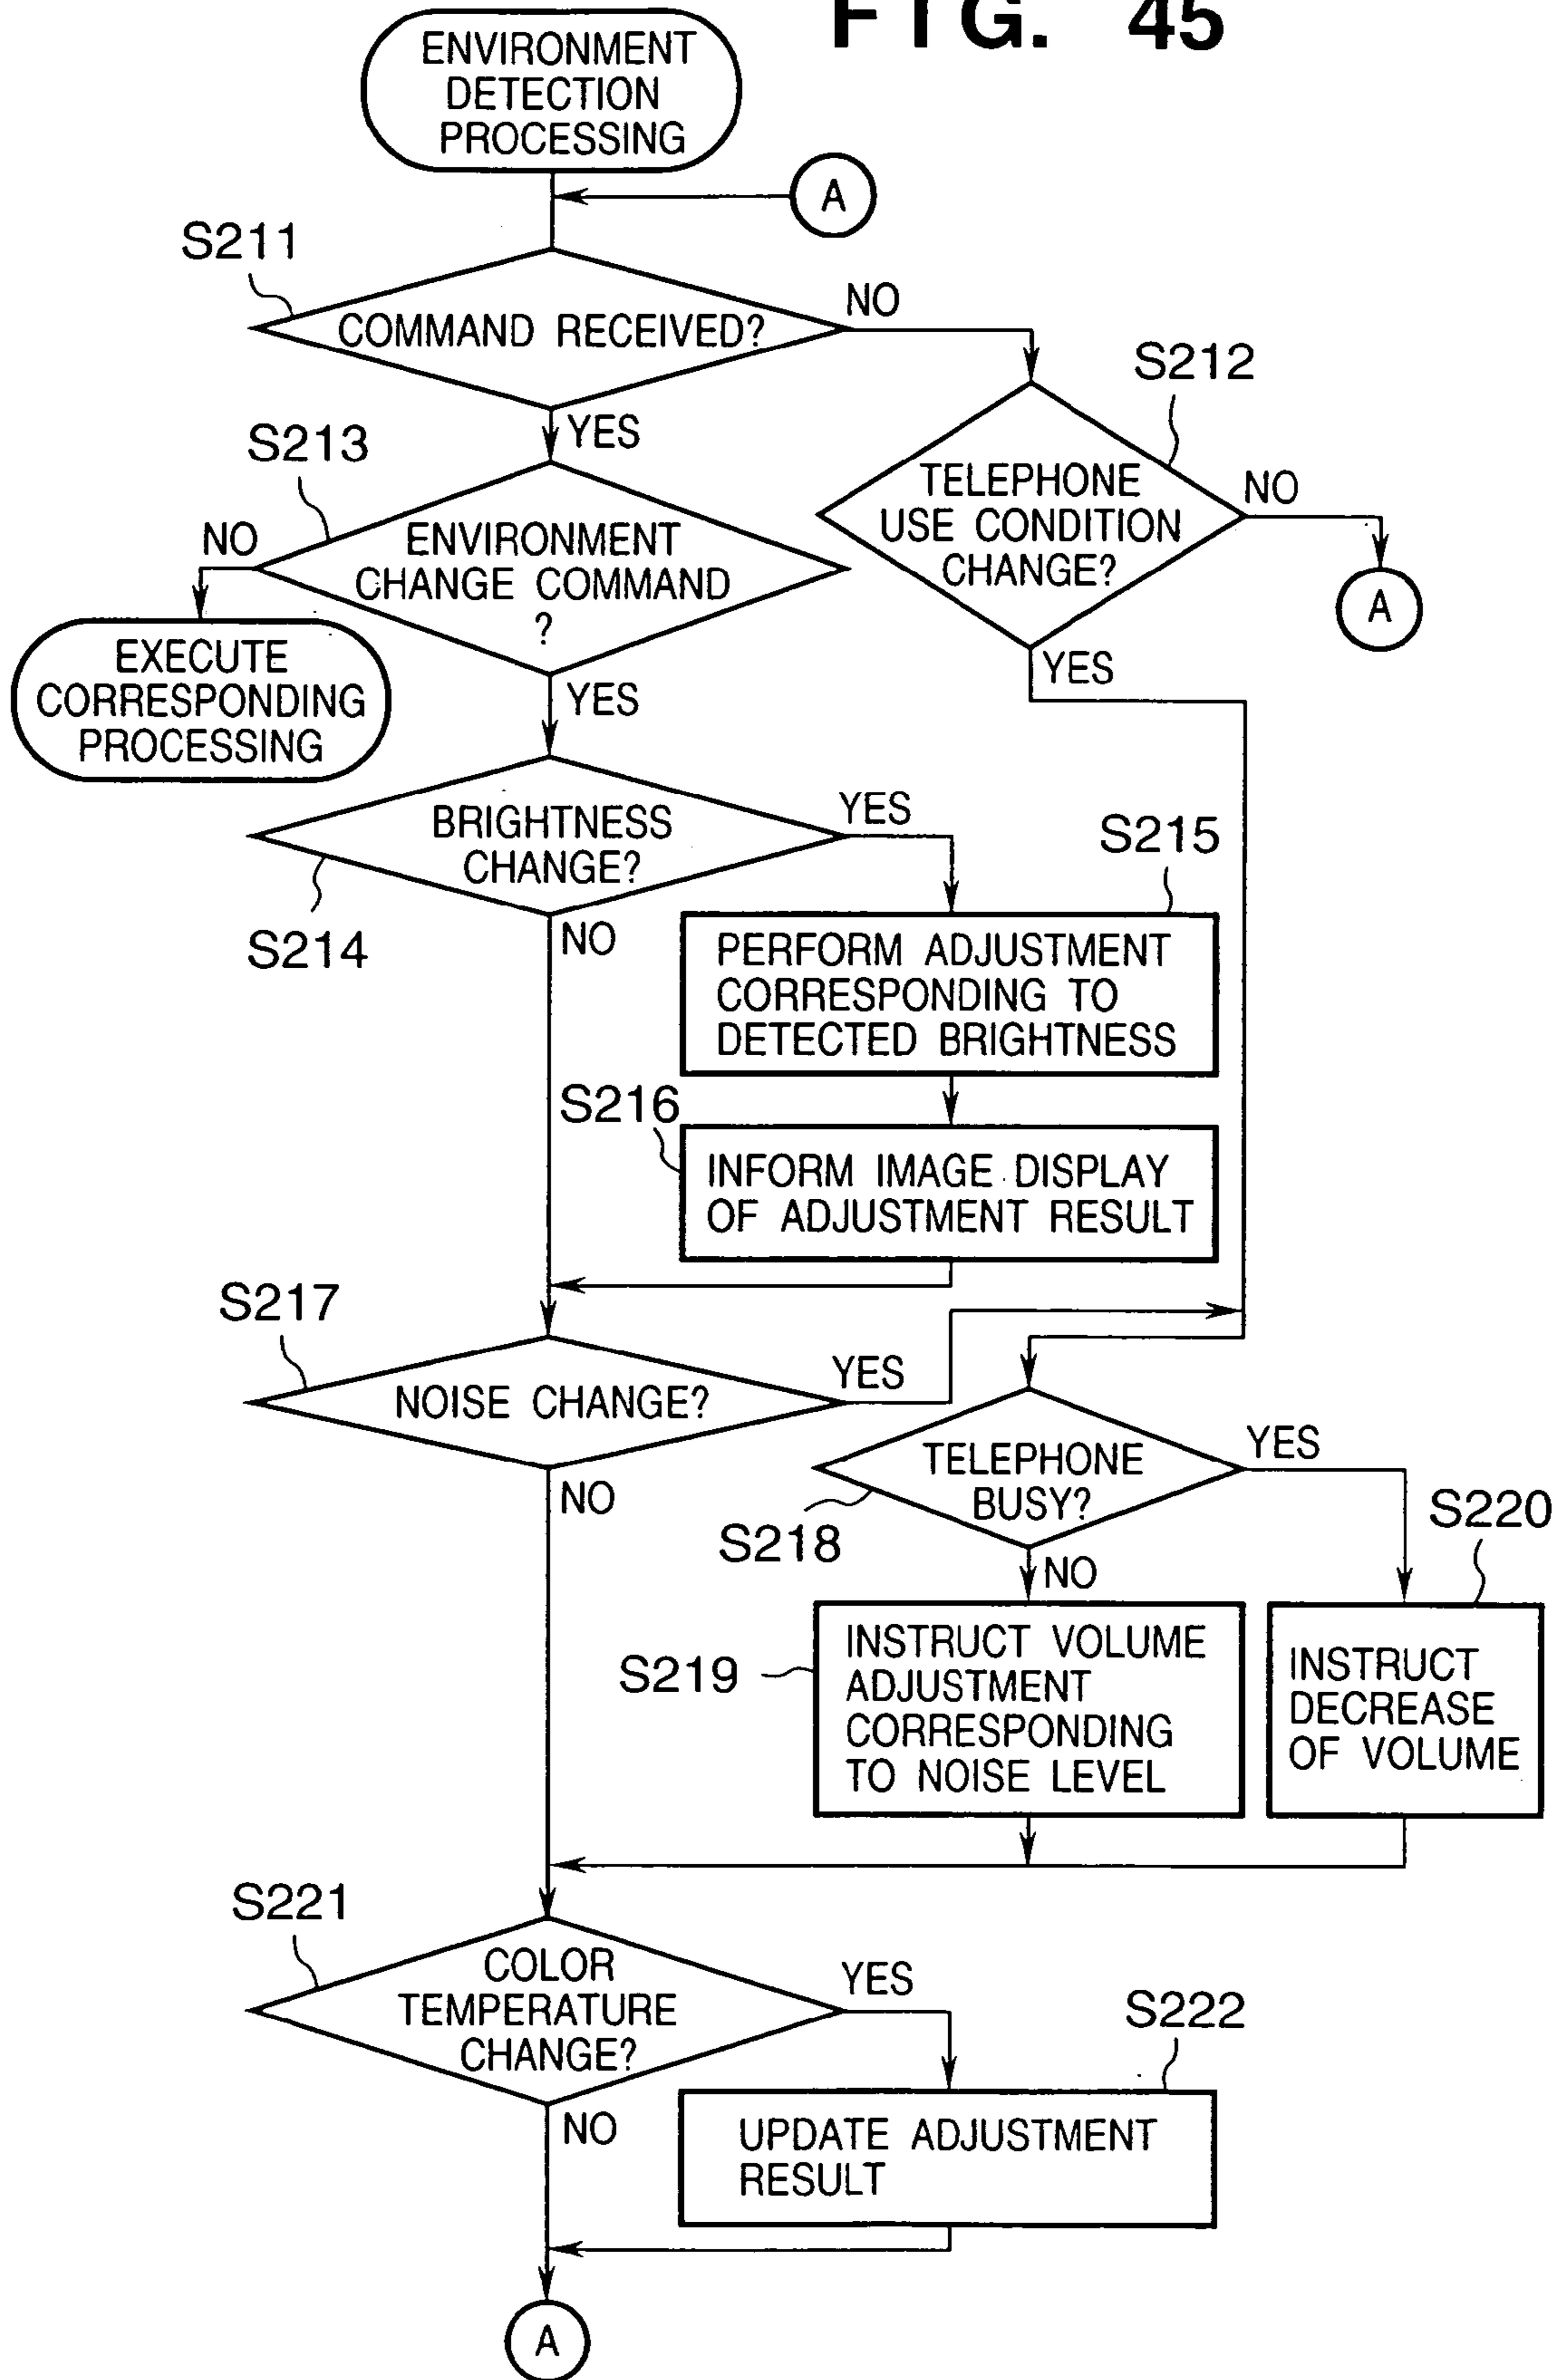 FIG. 45
ENVIRONMENT
DETECTION
PROCESSING
A
S211
COMMAND RECEIVED?
NO
YES
S212
TELEPHONE
USE CONDITION
CHANGE?
NO
A
YES
S213
ENVIRONMENT
CHANGE COMMAND
?
NO
EXECUTE
CORRESPONDING
PROCESSING
YES
BRIGHTNESS
CHANGE?
S214
YES
NO
S215
PERFORM ADJUSTMENT
CORRESPONDING TO
DETECTED BRIGHTNESS
S216
INFORM IMAGE DISPLAY
OF ADJUSTMENT RESULT
S217
NOISE CHANGE?
YES
NO
TELEPHONE
BUSY?
S218
YES
NO
S219
INSTRUCT VOLUME
ADJUSTMENT
CORRESPONDING
TO NOISE LEVEL
S220
INSTRUCT
DECREASE
OF VOLUME
S221
COLOR
TEMPERATURE
CHANGE?
YES
NO
S222
UPDATE ADJUSTMENT
RESULT
A